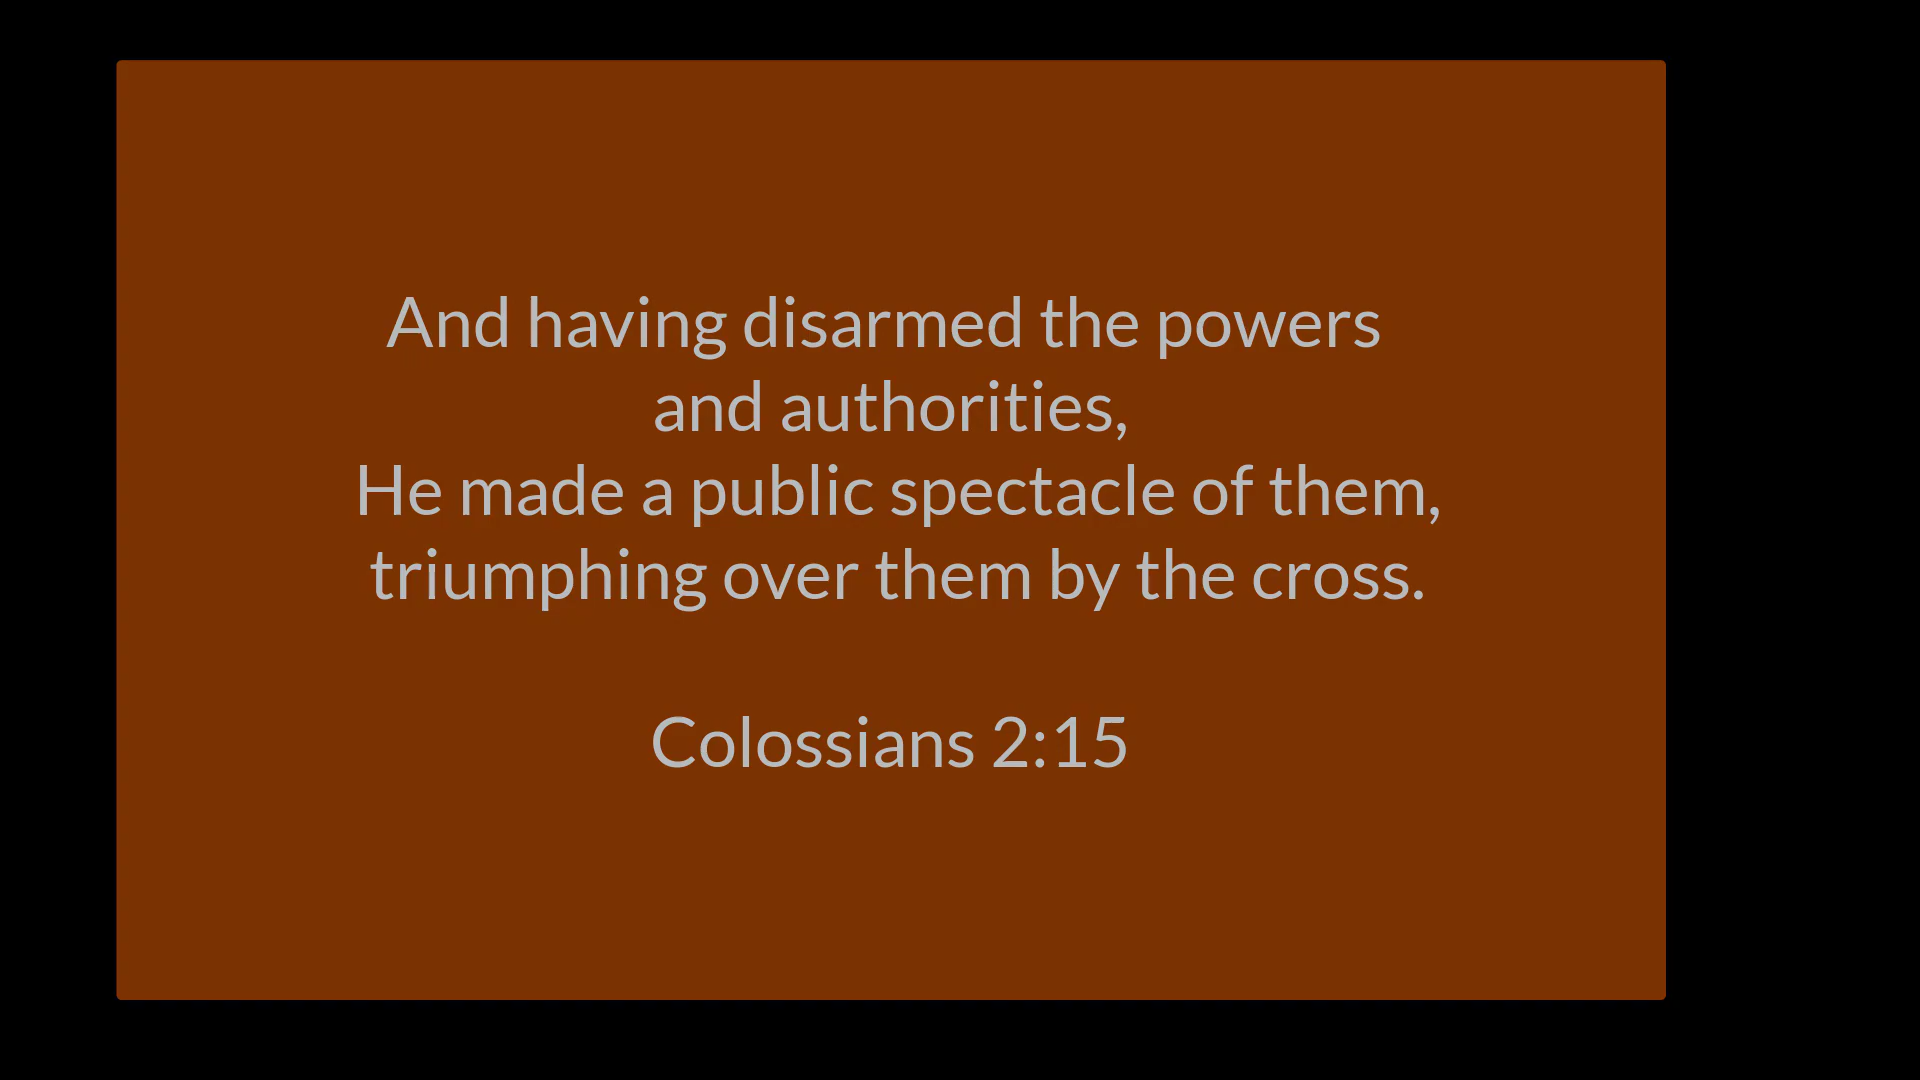 And having disarmed the powers
and authorities,
He made a public spectacle of them,
triumphing over them by the cross.
Colossians 2:15